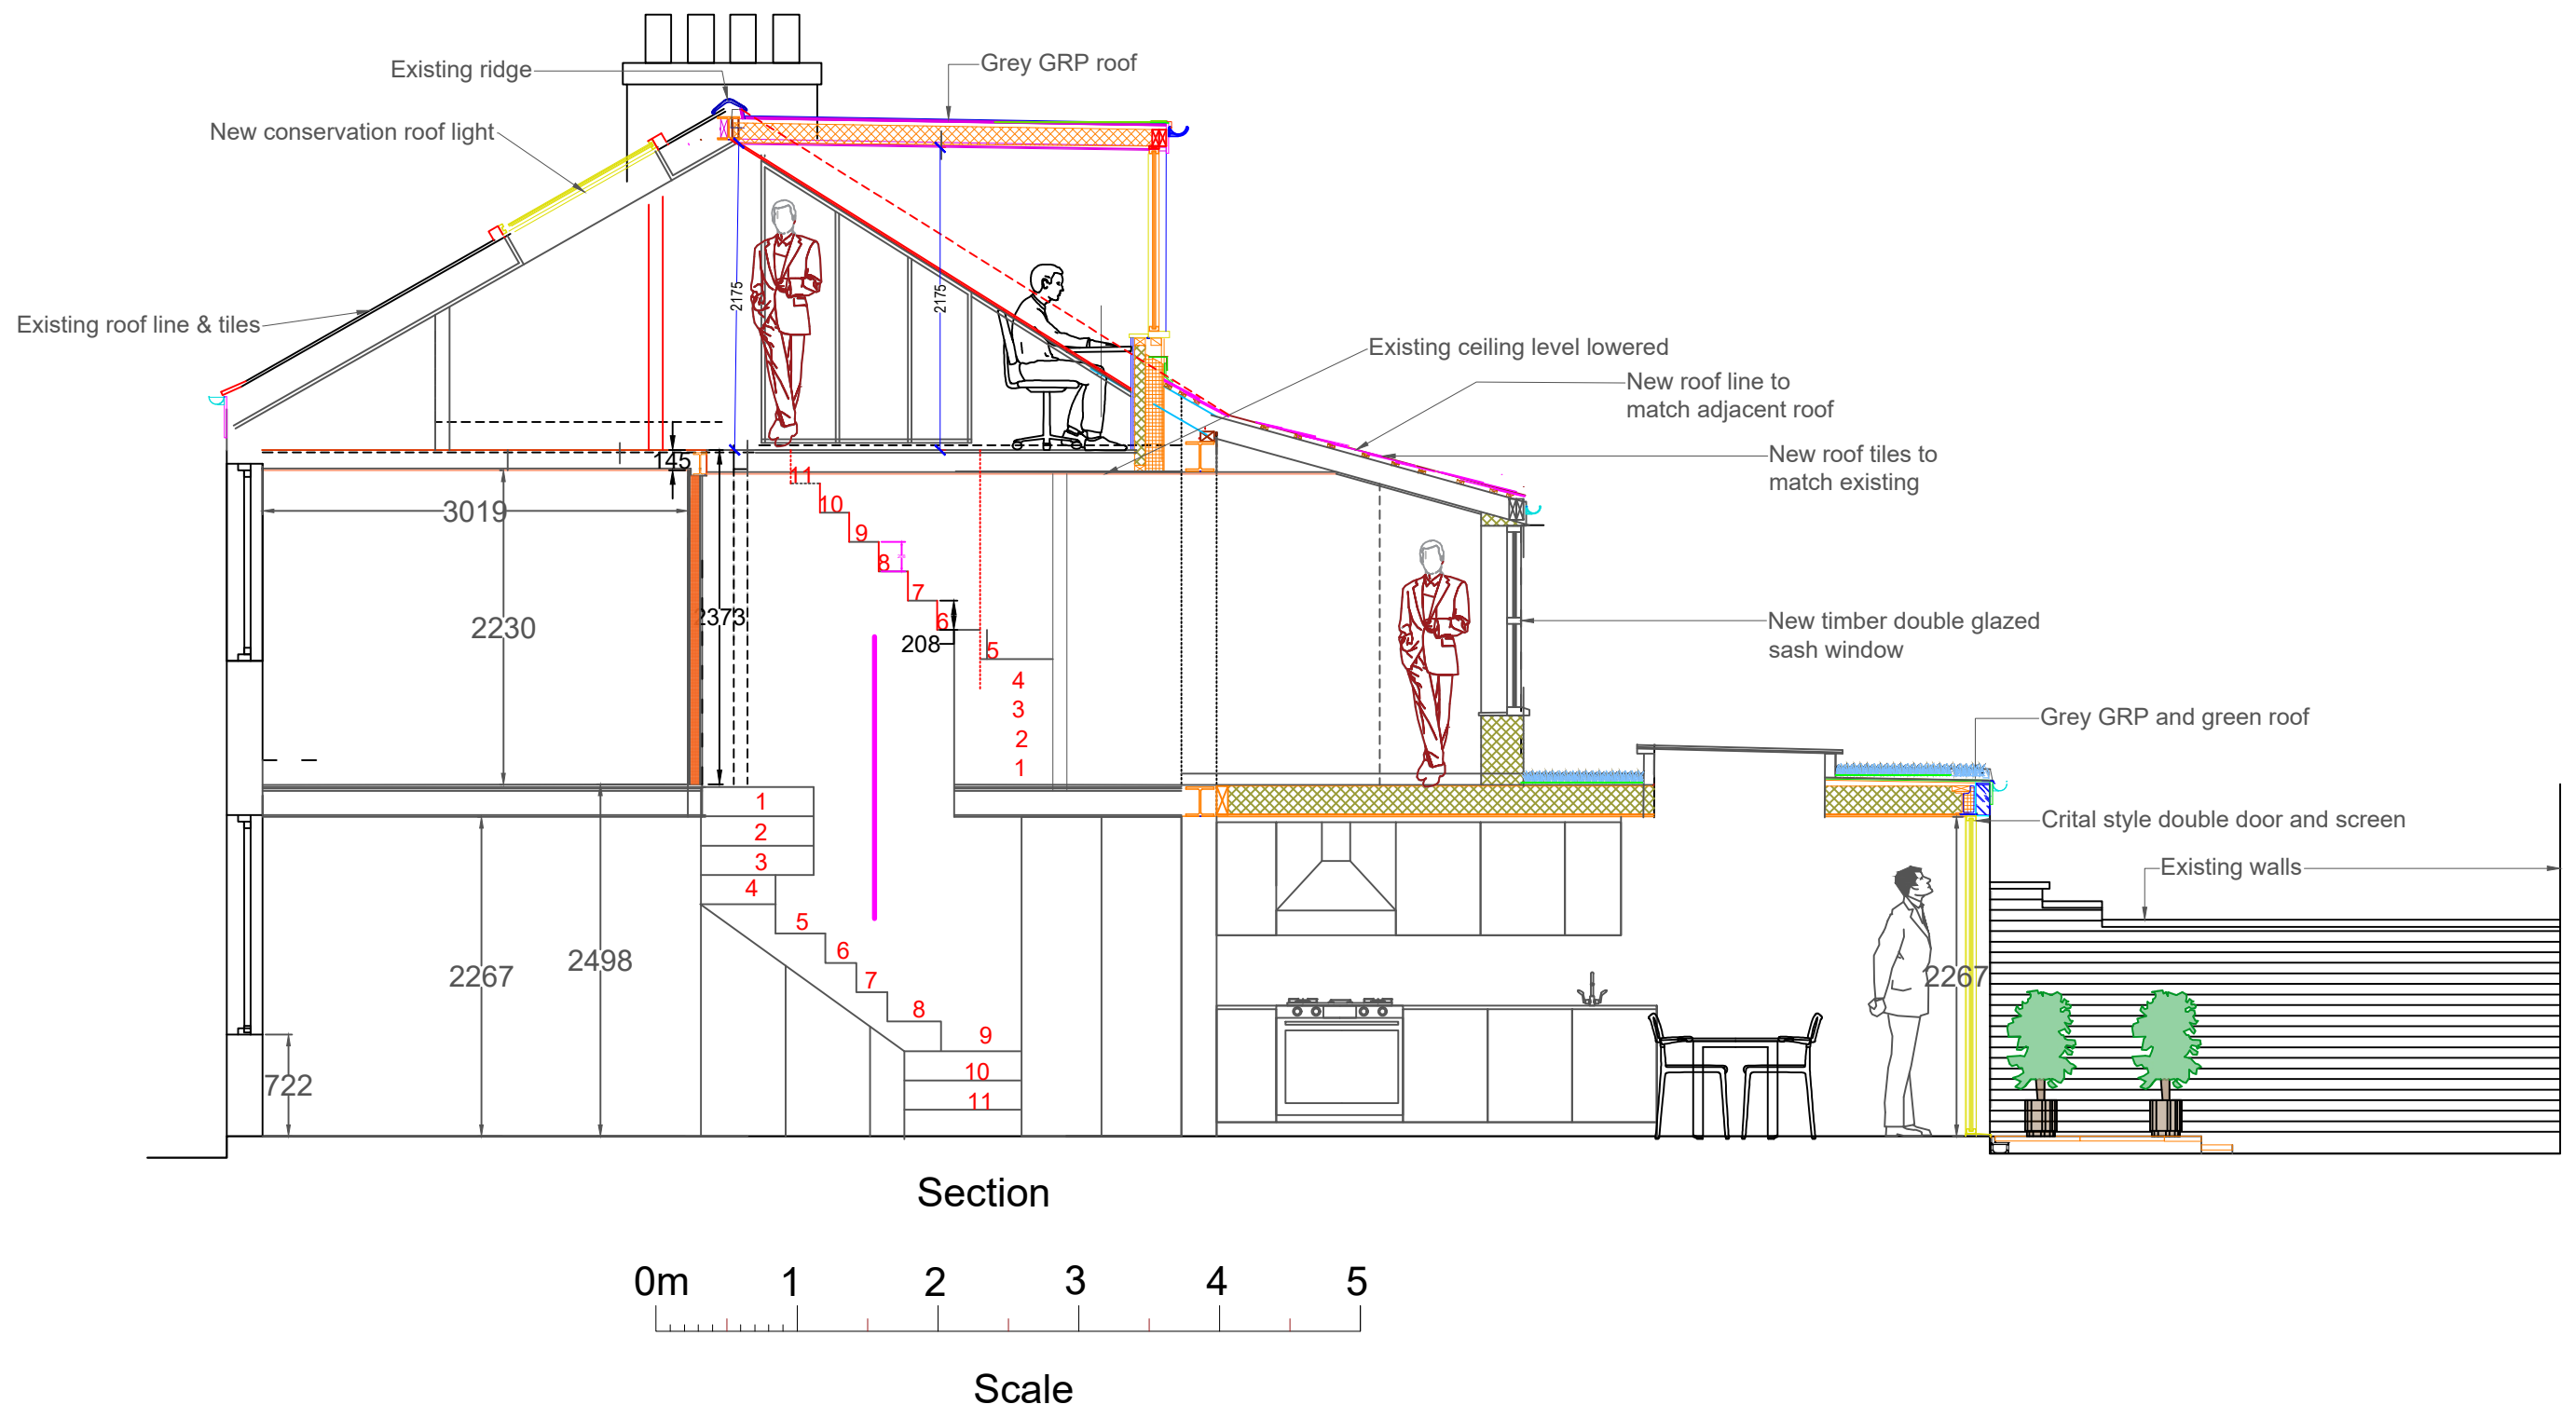 Existing ridge
Grey GRP roof
New conservation roof light
2175
2175
Existing roof line & tiles
Existing ceiling level lowered
New roof line to
match adjacent roof
New roof tiles to
match existing
145
11
10
3019
9
8
7
6
2230
2373
208
5
4
3
2
1
New timber double glazed
sash window
Grey GRP and green roof
1
2
3
4
5
6
7
8
9
10
11
Crital style double door and screen
Existing walls
2267
2498
2267
722
Section
0m 1 2 3 4 5
Scale